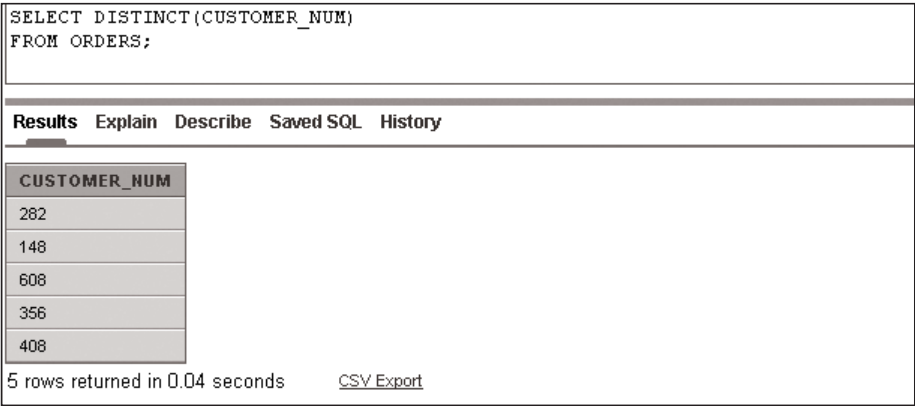 SELECT DISTINCT(CUSTOMER_NUM)
FROM ORDERS;
Results Explain Describe Saved SQL History
CUSTOMER_NUM
282
148
608
356
408
5 rows returned in 0.04 seconds CSV Export